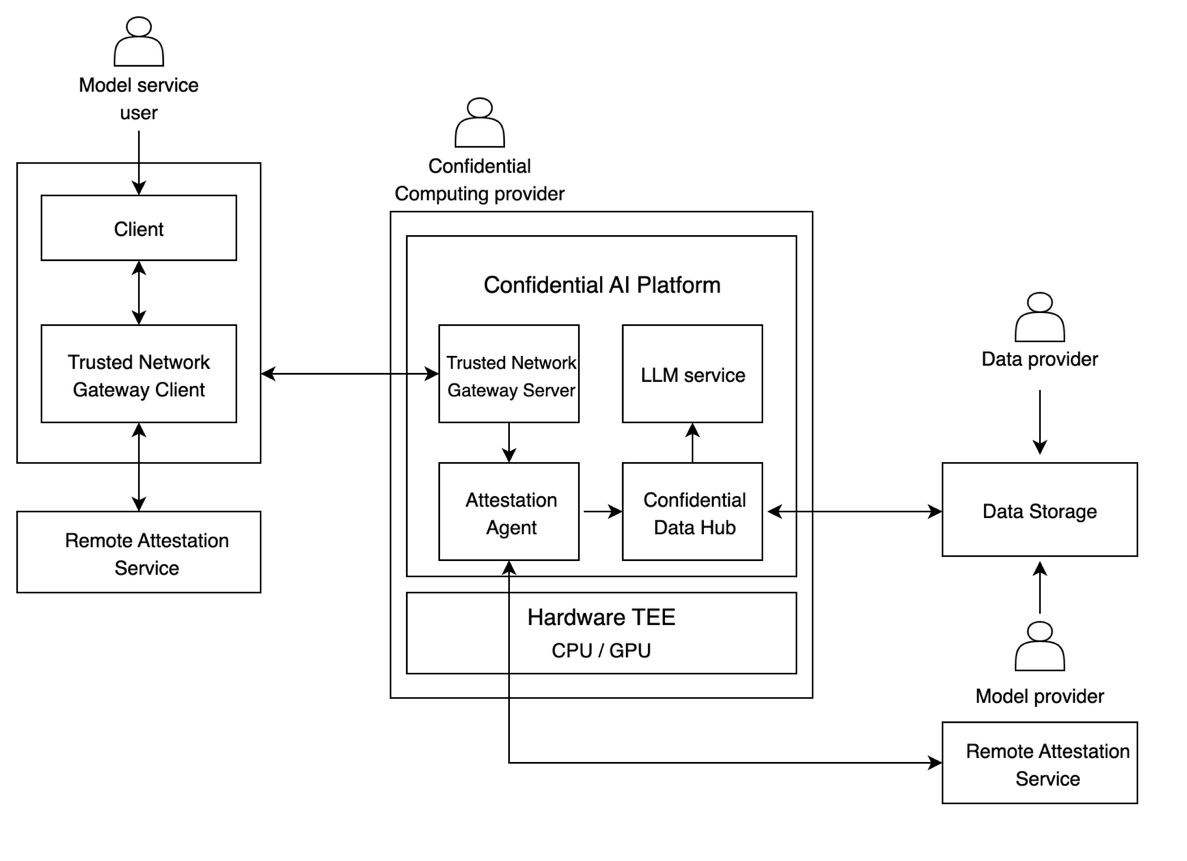 Model service
user
Client
Trusted Network
Gateway Client
Remote Attestation
Service
Confidential
Computing provider
Confidential AI Platform
Trusted Network
Gateway Server
LLM service
Attestation
Agent
Confidential
Data Hub
Hardware TEE
CPU / GPU
Data provider
Data Storage
Model provider
Remote Attestation
Service